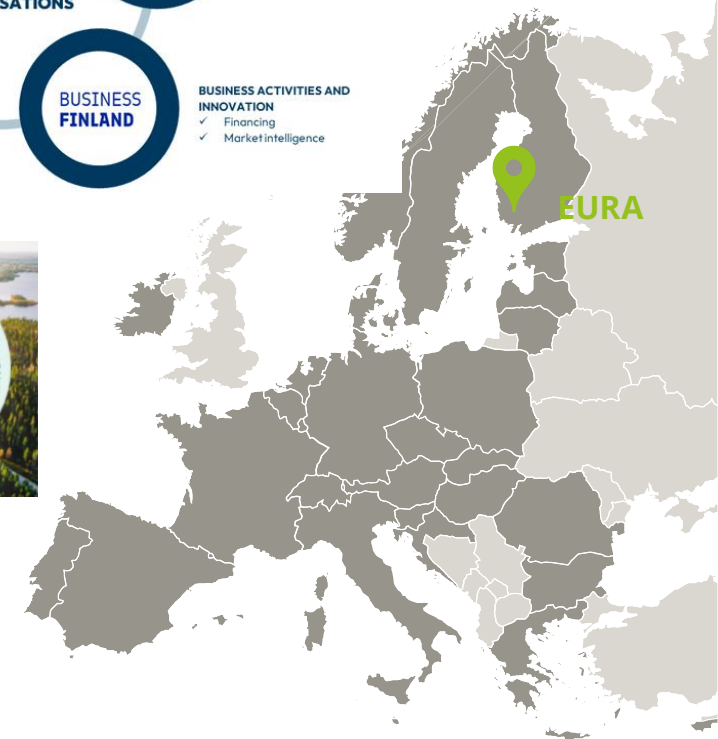 SATIONS
BUSINESS
FINLAND
BUSINESS ACTIVITIES AND
INNOVATION
✓ Financing
✓ Market intelligence
EURA